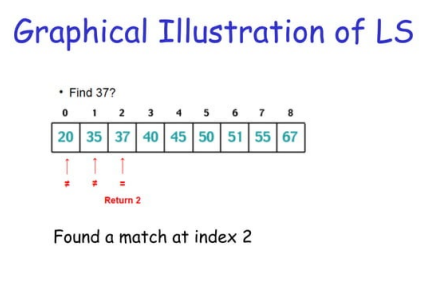 Graphical Illustration of LS
• Find 37?
0 1 2 3 4 5 6 7 8
20 35 37 40 45 50 51 55 67
≠ ≠ =
Return 2
Found a match at index 2